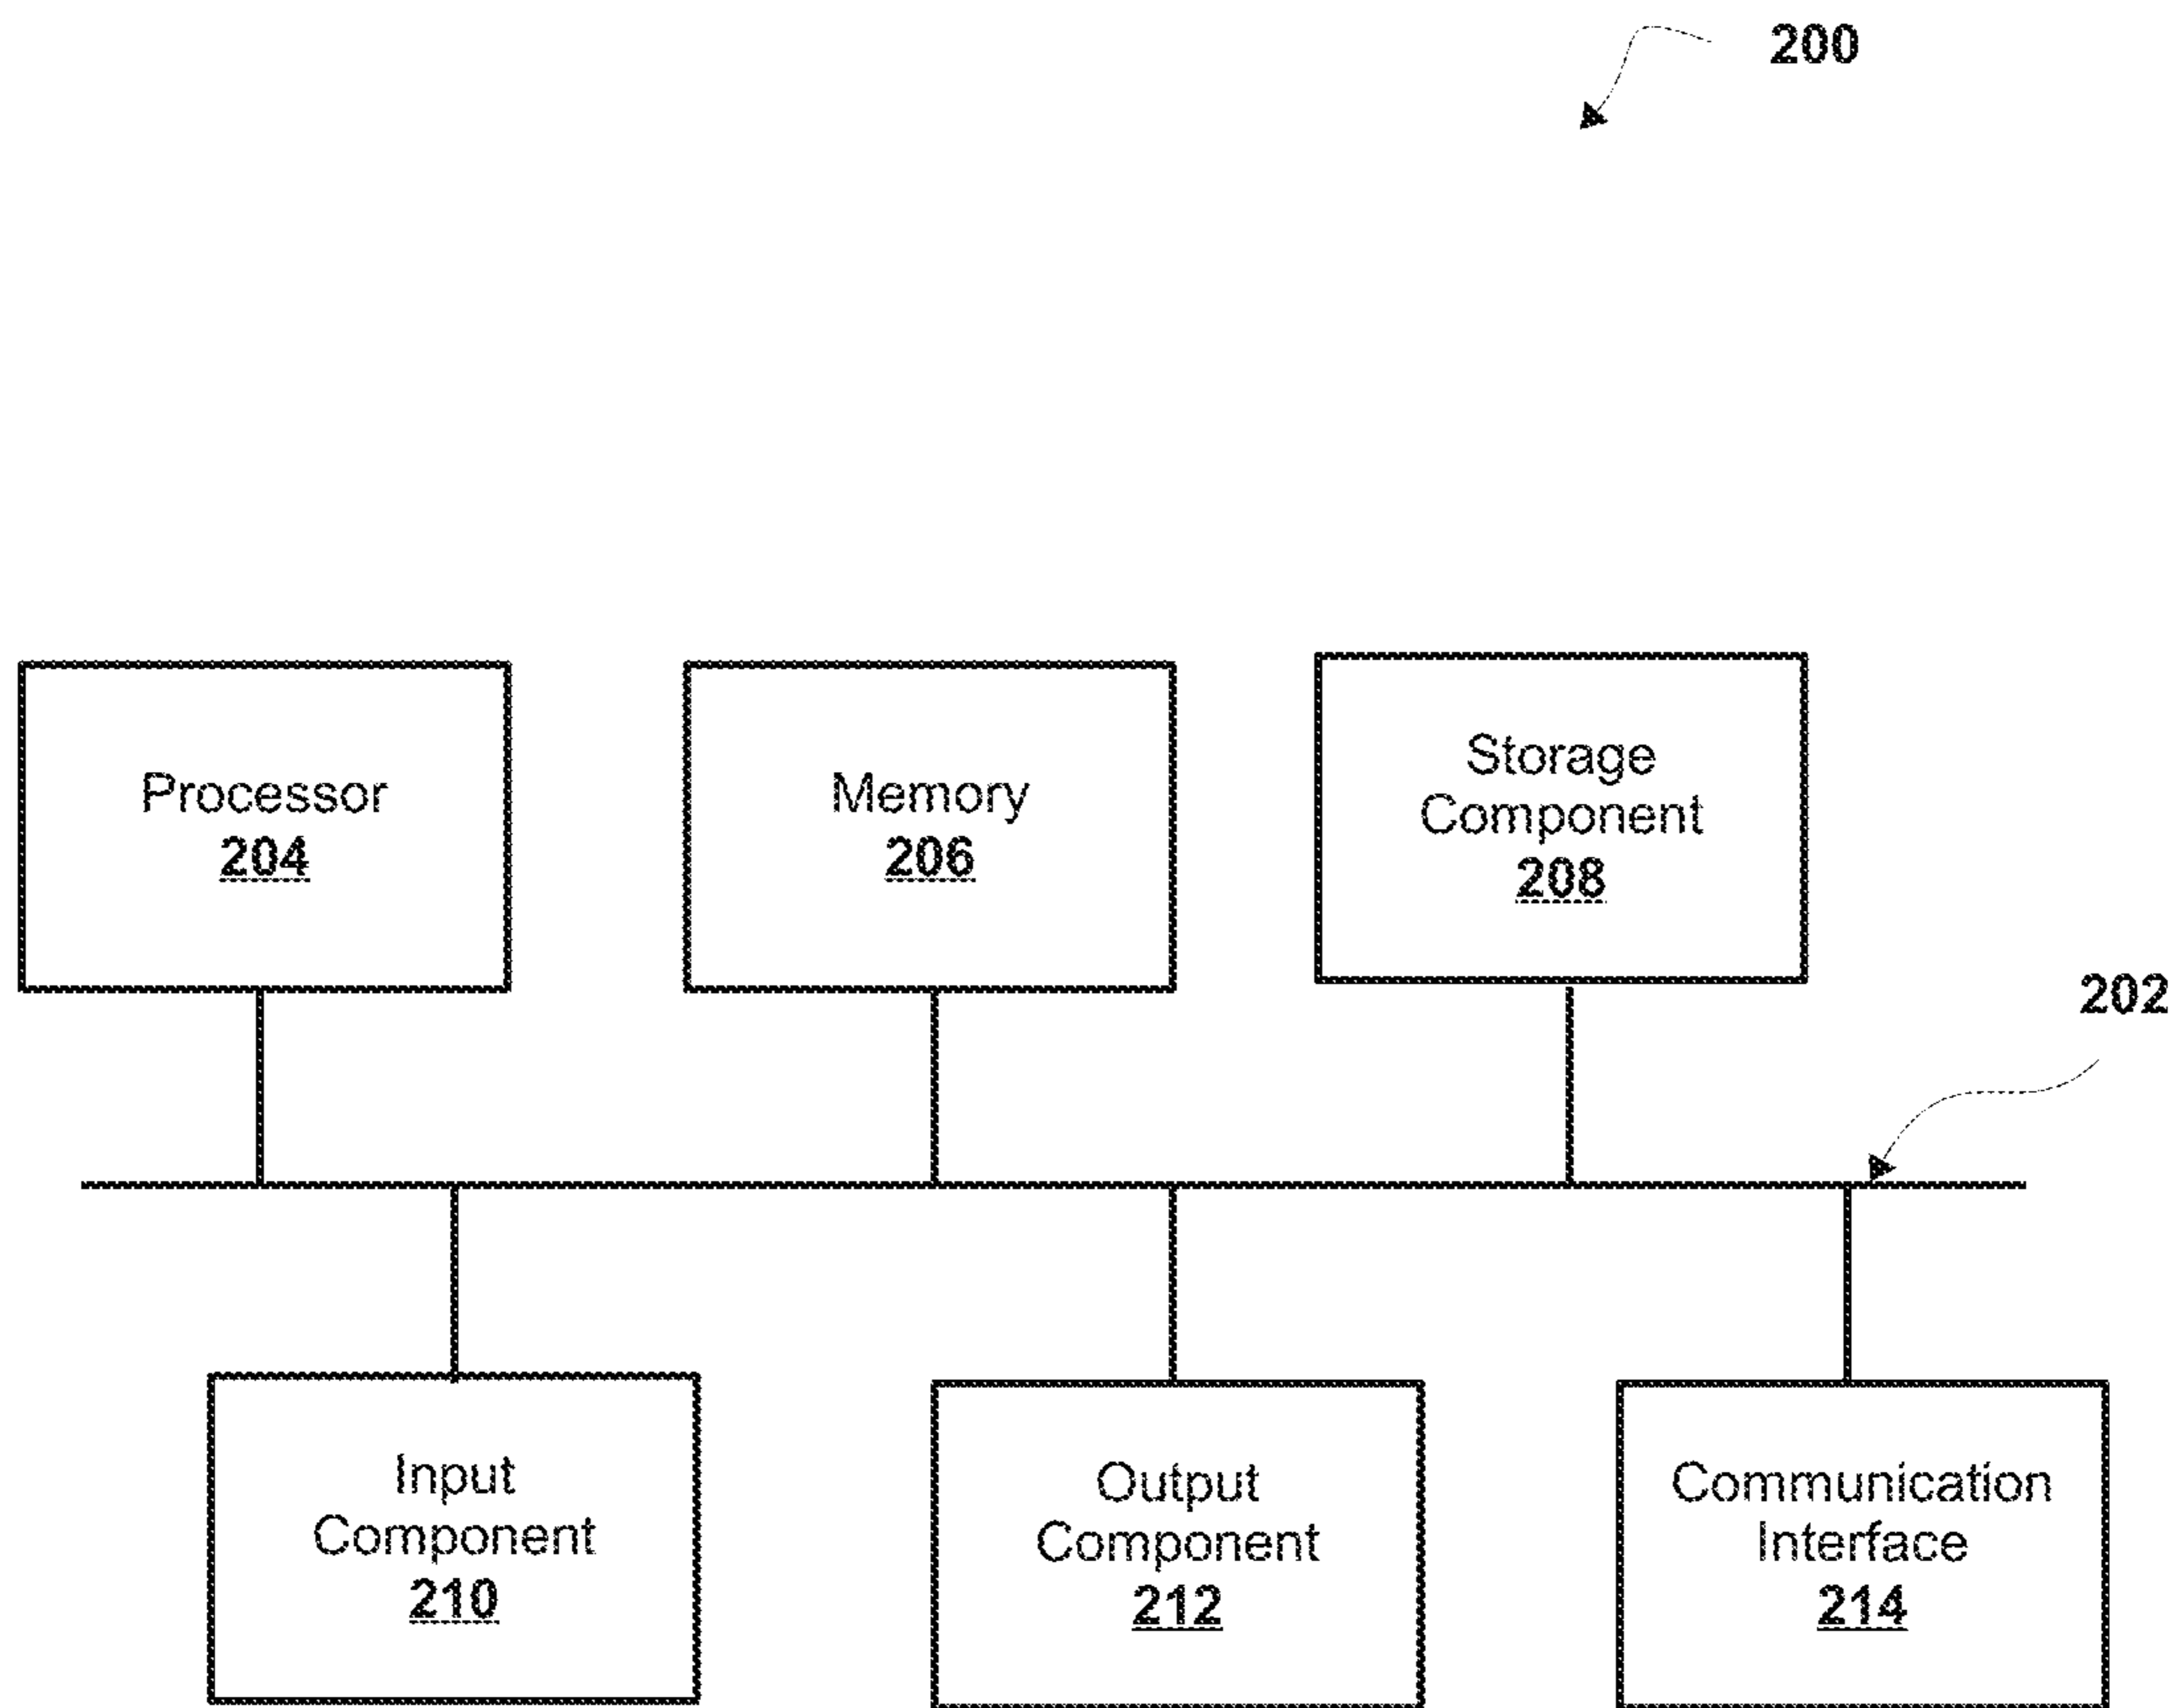 200
Processor
204
Memory
206
Storage
Component
208
202
Input
Component
210
Output
Component
212
Communication
Interface
214